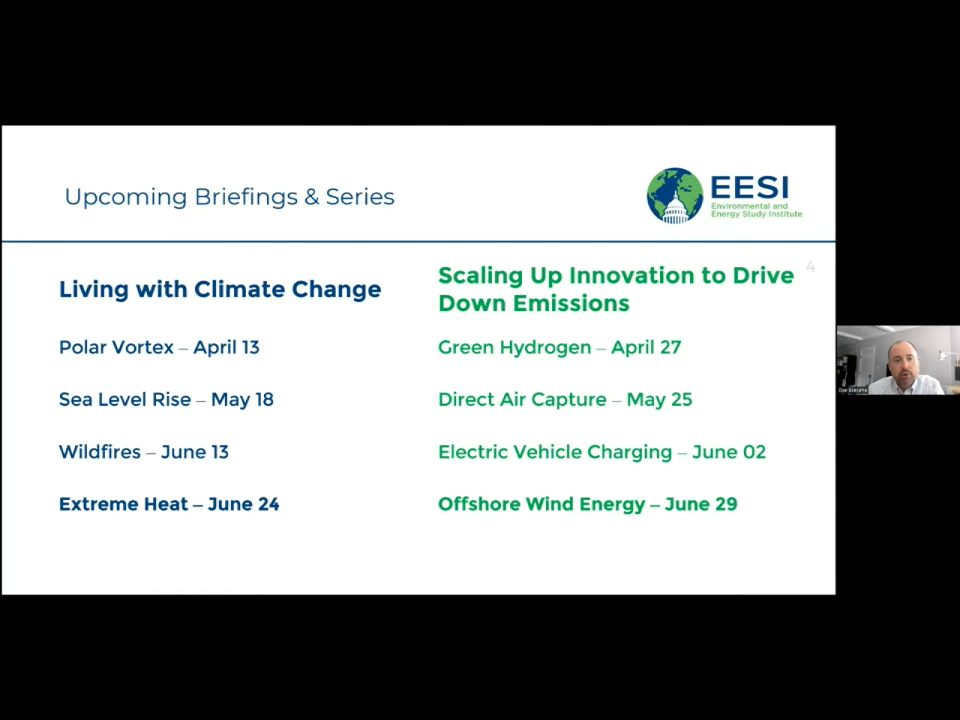 Upcoming Briefings & Series
EESI
Environmental and
Energy Study Institute
4
Living with Climate Change
Polar Vortex – April 13
Sea Level Rise – May 18
Wildfires – June 13
Extreme Heat – June 24
Scaling Up Innovation to Drive
Down Emissions
Green Hydrogen – April 27
Direct Air Capture – May 25
Electric Vehicle Charging – June 02
Offshore Wind Energy – June 29